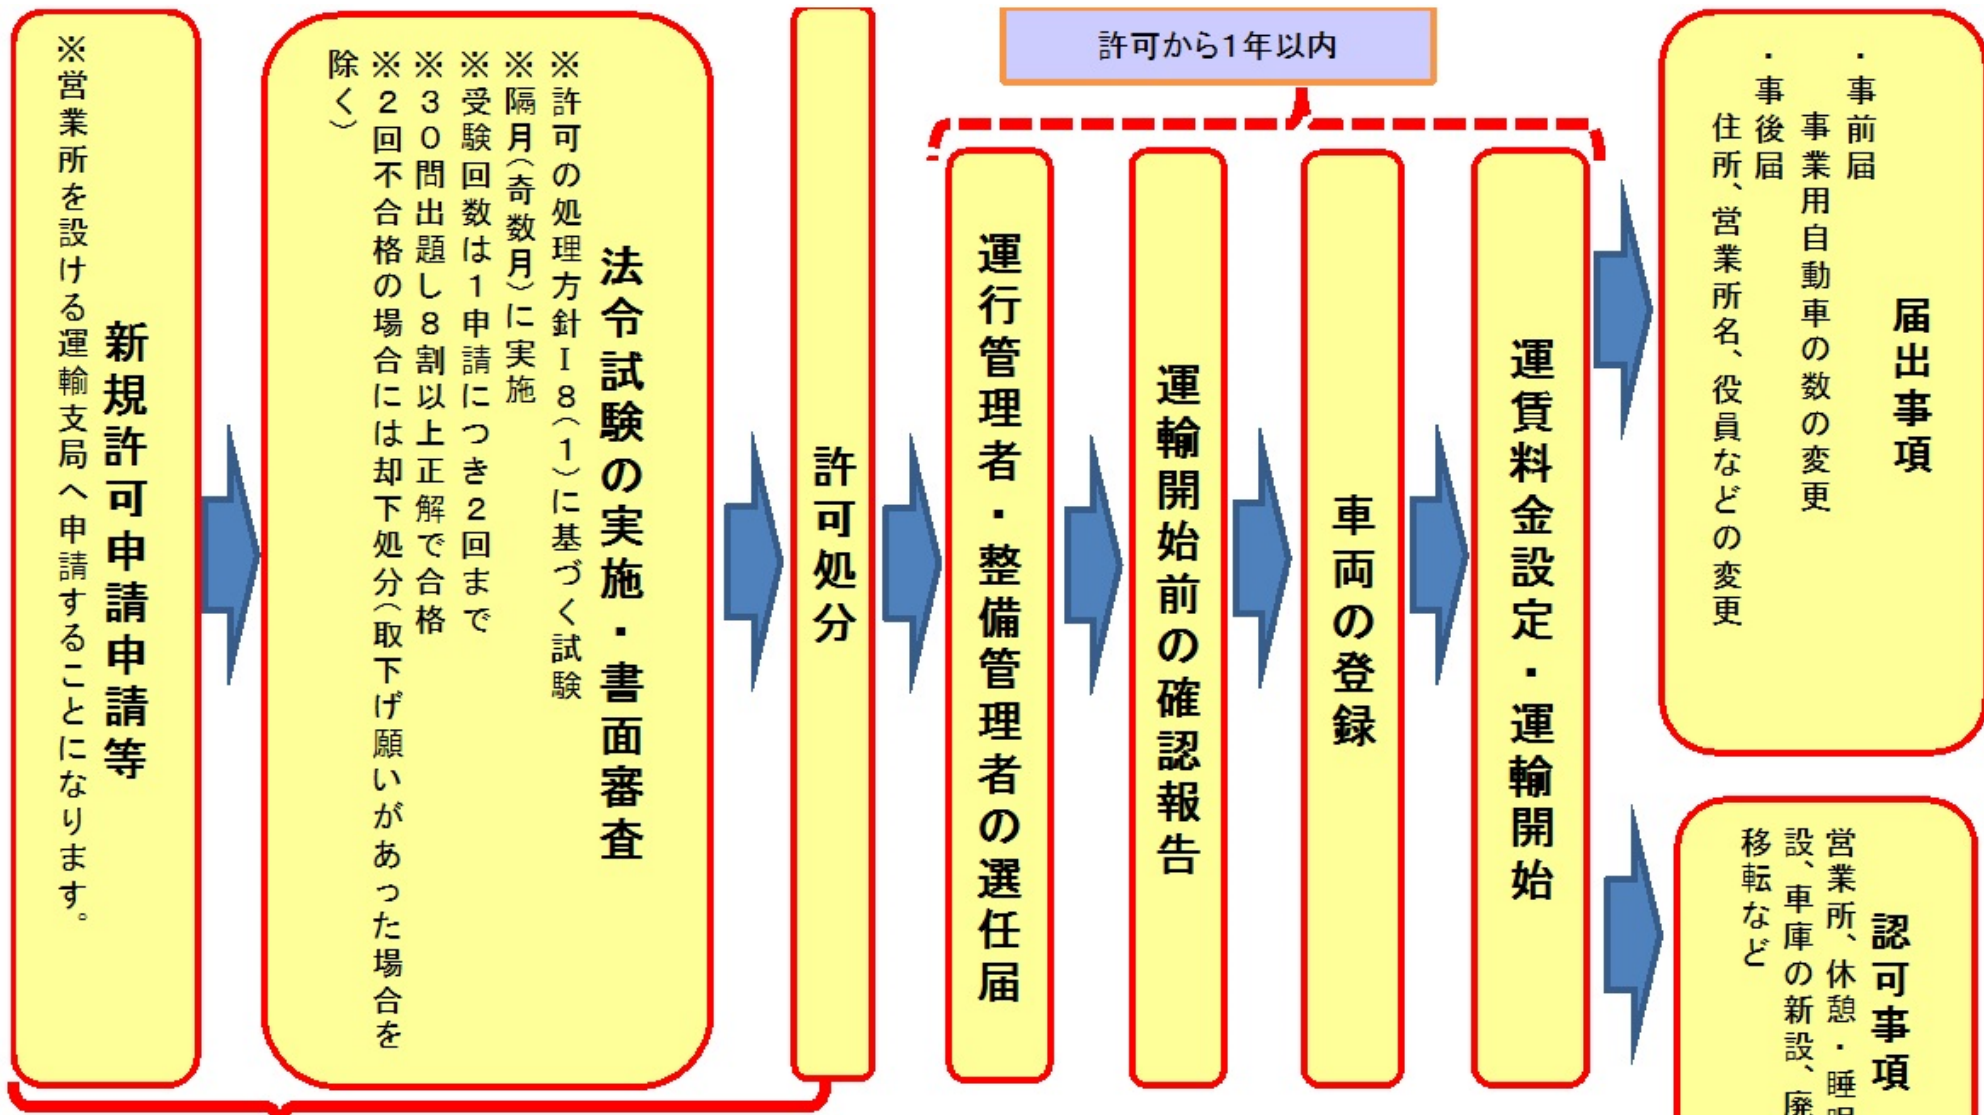 新規許可申請等
※営業所を設ける運輸支局へ申請することになります。
法令試験の実施・書面審査
※許可の処理方針Ⅰ8(1)に基づく試験
※隔月(奇数月)に実施
※受験回数は1申請につき2回まで
※30問出題し8割以上正解で合格
※2回不合格の場合には却下処分(取下げ願いがあった場合を
除く)
許可処分
許可から1年以内
運行管理者・整備管理者の選任届
運輸開始前の確認報告
車両の登録
運賃料金設定・運輸開始
届出事項
・事前届
事業用自動車の数の変更
・事後届
住所、営業所名、役員などの変更
認可事項
営業所、休憩・睡眠
設、車庫の新設、廃
移転など